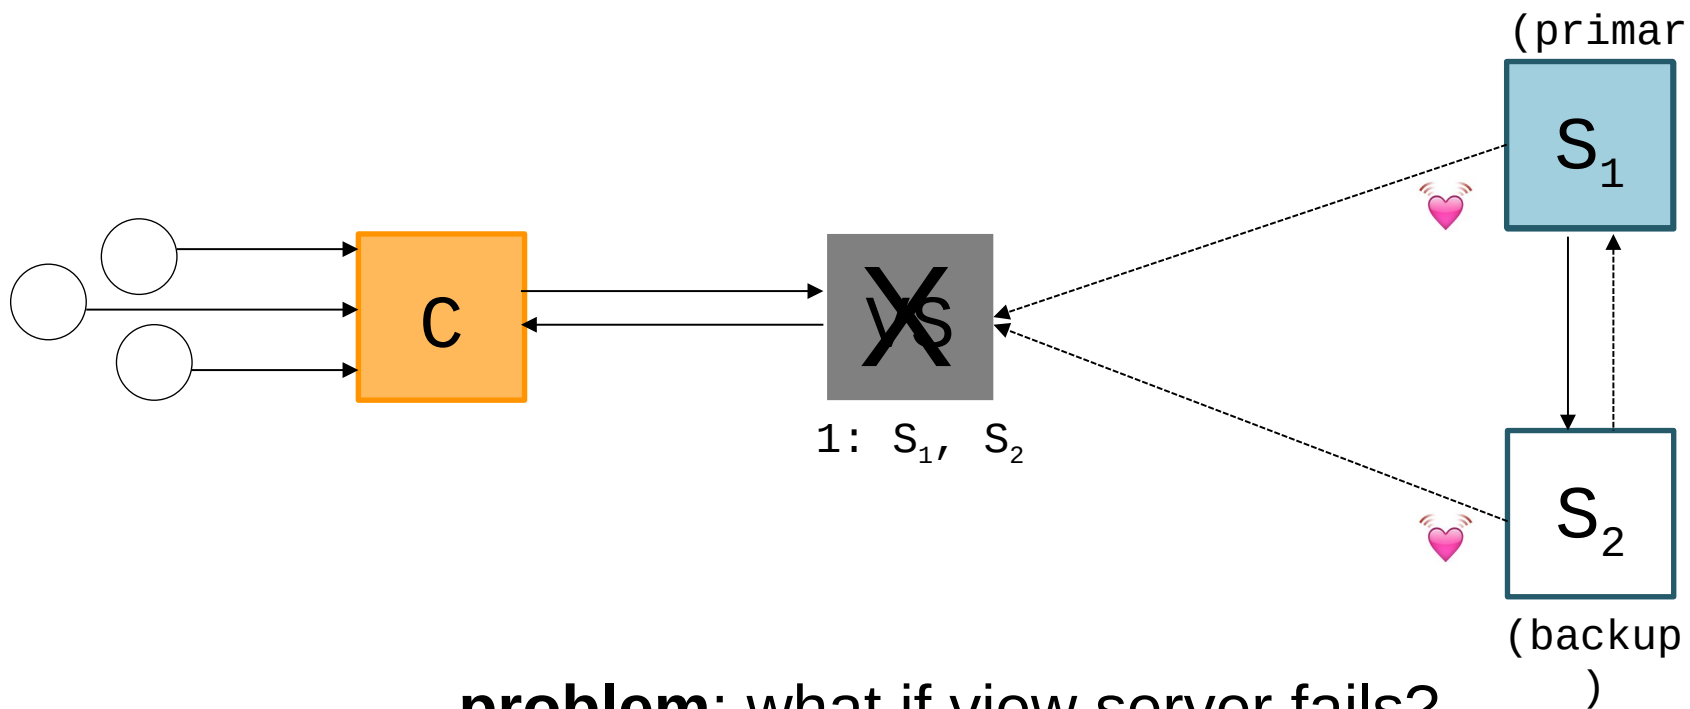 (primar
S1
C
VS
X
1: S1, S2
S2
(backup
)
problem: what if view server fails?